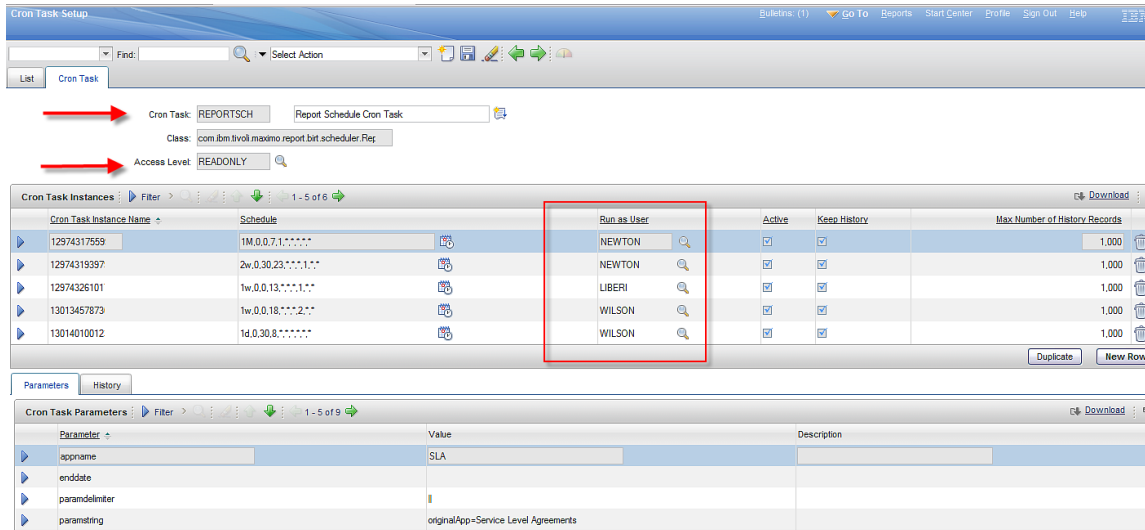 Cron Task Setup Bulletins: (1) Go To Reports Start Center Profile Sign Out Help IBM
Find: Select Action
List Cron Task
Cron Task: REPORTSCH Report Schedule Cron Task
Class: com.ibm.tivoli.maximo.report.birt.scheduler.Rep
Access Level: READONLY
Cron Task Instances Filter 1 - 5 of 6 Download
Cron Task Instance Name Schedule Run as User Active Keep History Max Number of History Records
12974317559 1M,0,0,7,1,*,*,*,*,* NEWTON 1,000
12974319397 2w,0,30,23,*,*,*,1,*,* NEWTON 1,000
12974326101 1w,0,0,13,*,*,*,1,*,* LIBERI 1,000
13013457873 1w,0,0,18,*,*,*,2,*,* WILSON 1,000
13014010012 1d,0,30,8,*,*,*,*,*,* WILSON 1,000
Duplicate New Row
Parameters History
Cron Task Parameters Filter 1 - 5 of 9 Download
Parameter Value Description
appname SLA
enddate
paramdelimiter
paramstring originalApp=Service Level Agreements